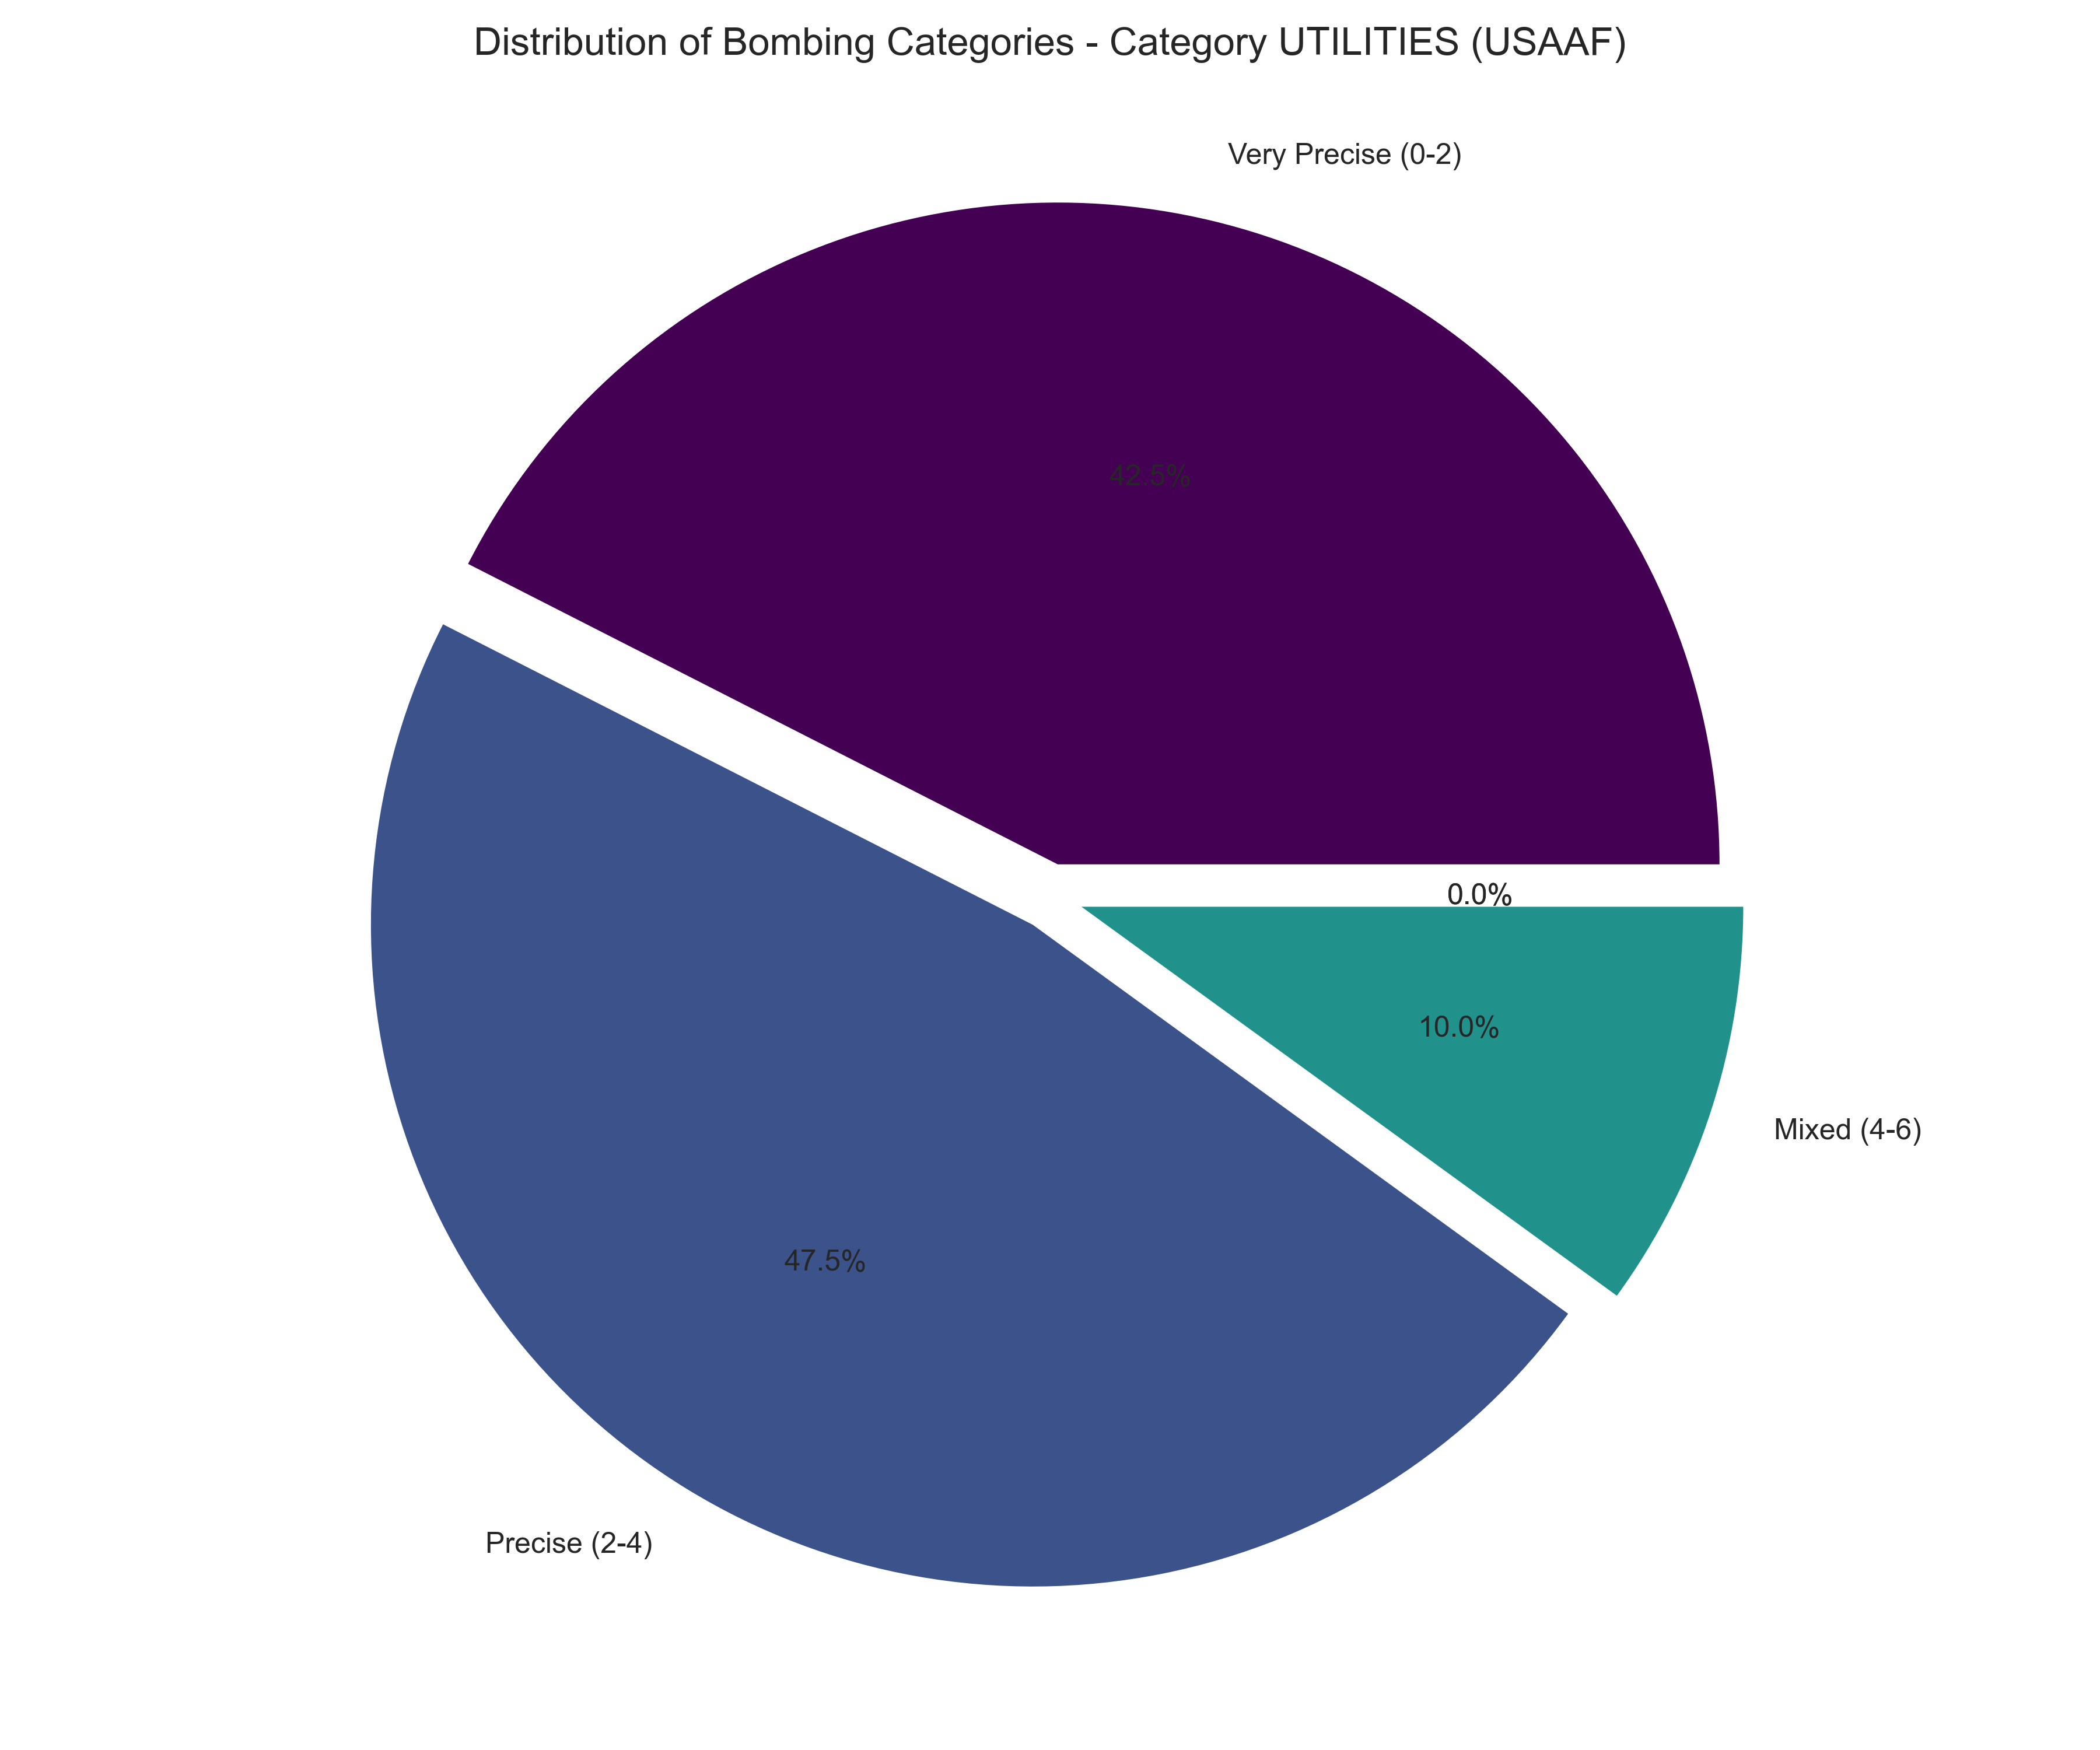 Distribution of Bombing Categories - Category UTILITIES (USAAF)
Very Precise (0-2)
42.5%
0.0%
10.0%
Mixed (4-6)
47.5%
Precise (2-4)